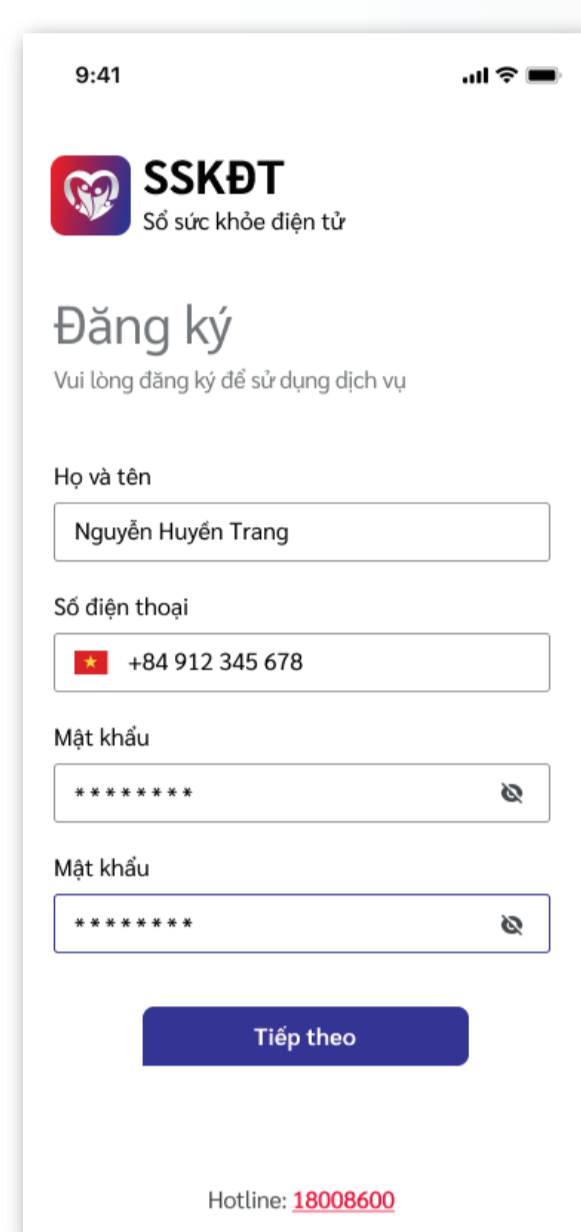 9:41
SSKĐT
Sổ sức khỏe điện tử
Đăng ký
Vui lòng đăng ký để sử dụng dịch vụ
Họ và tên
Nguyễn Huyền Trang
Số điện thoại
+84 912 345 678
Mật khẩu
********
Mật khẩu
********
Tiếp theo
Hotline: 18008600